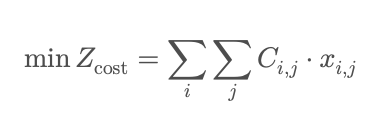 min Z_cost = ∑_i ∑_j C_{i,j} · x_{i,j}